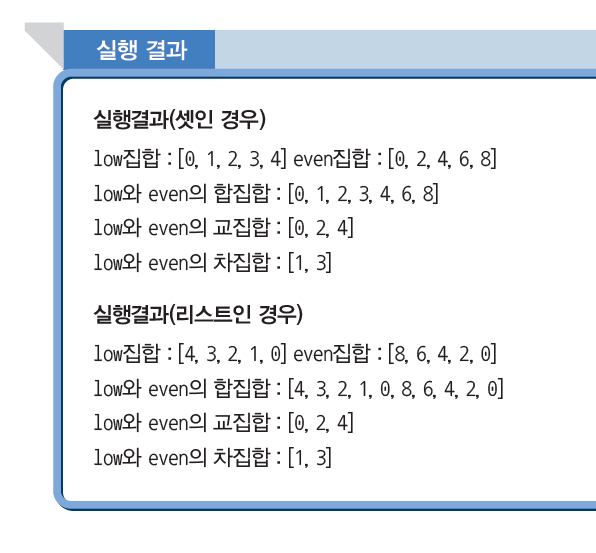 실행 결과
실행결과(셋인 경우)
low집합 : [0, 1, 2, 3, 4] even집합 : [0, 2, 4, 6, 8]
low와 even의 합집합 : [0, 1, 2, 3, 4, 6, 8]
low와 even의 교집합 : [0, 2, 4]
low와 even의 차집합 : [1, 3]
실행결과(리스트인 경우)
low집합 : [4, 3, 2, 1, 0] even집합 : [8, 6, 4, 2, 0]
low와 even의 합집합 : [4, 3, 2, 1, 0, 8, 6, 4, 2, 0]
low와 even의 교집합 : [0, 2, 4]
low와 even의 차집합 : [1, 3]